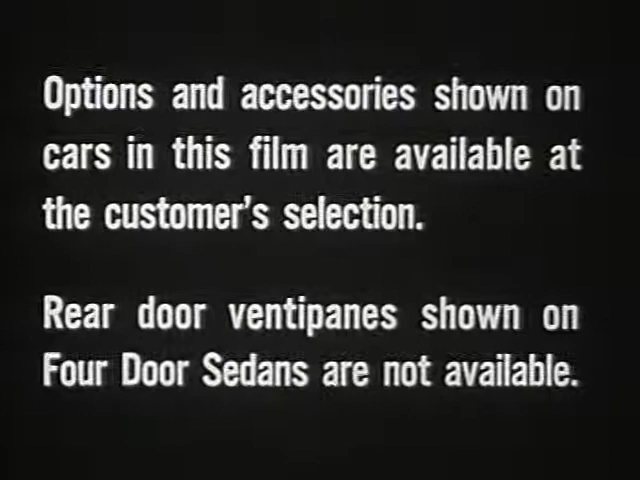 Options and accessories shown on
cars in this film are available at
the customer's selection.
Rear door ventipanes shown on
Four Door Sedans are not available.